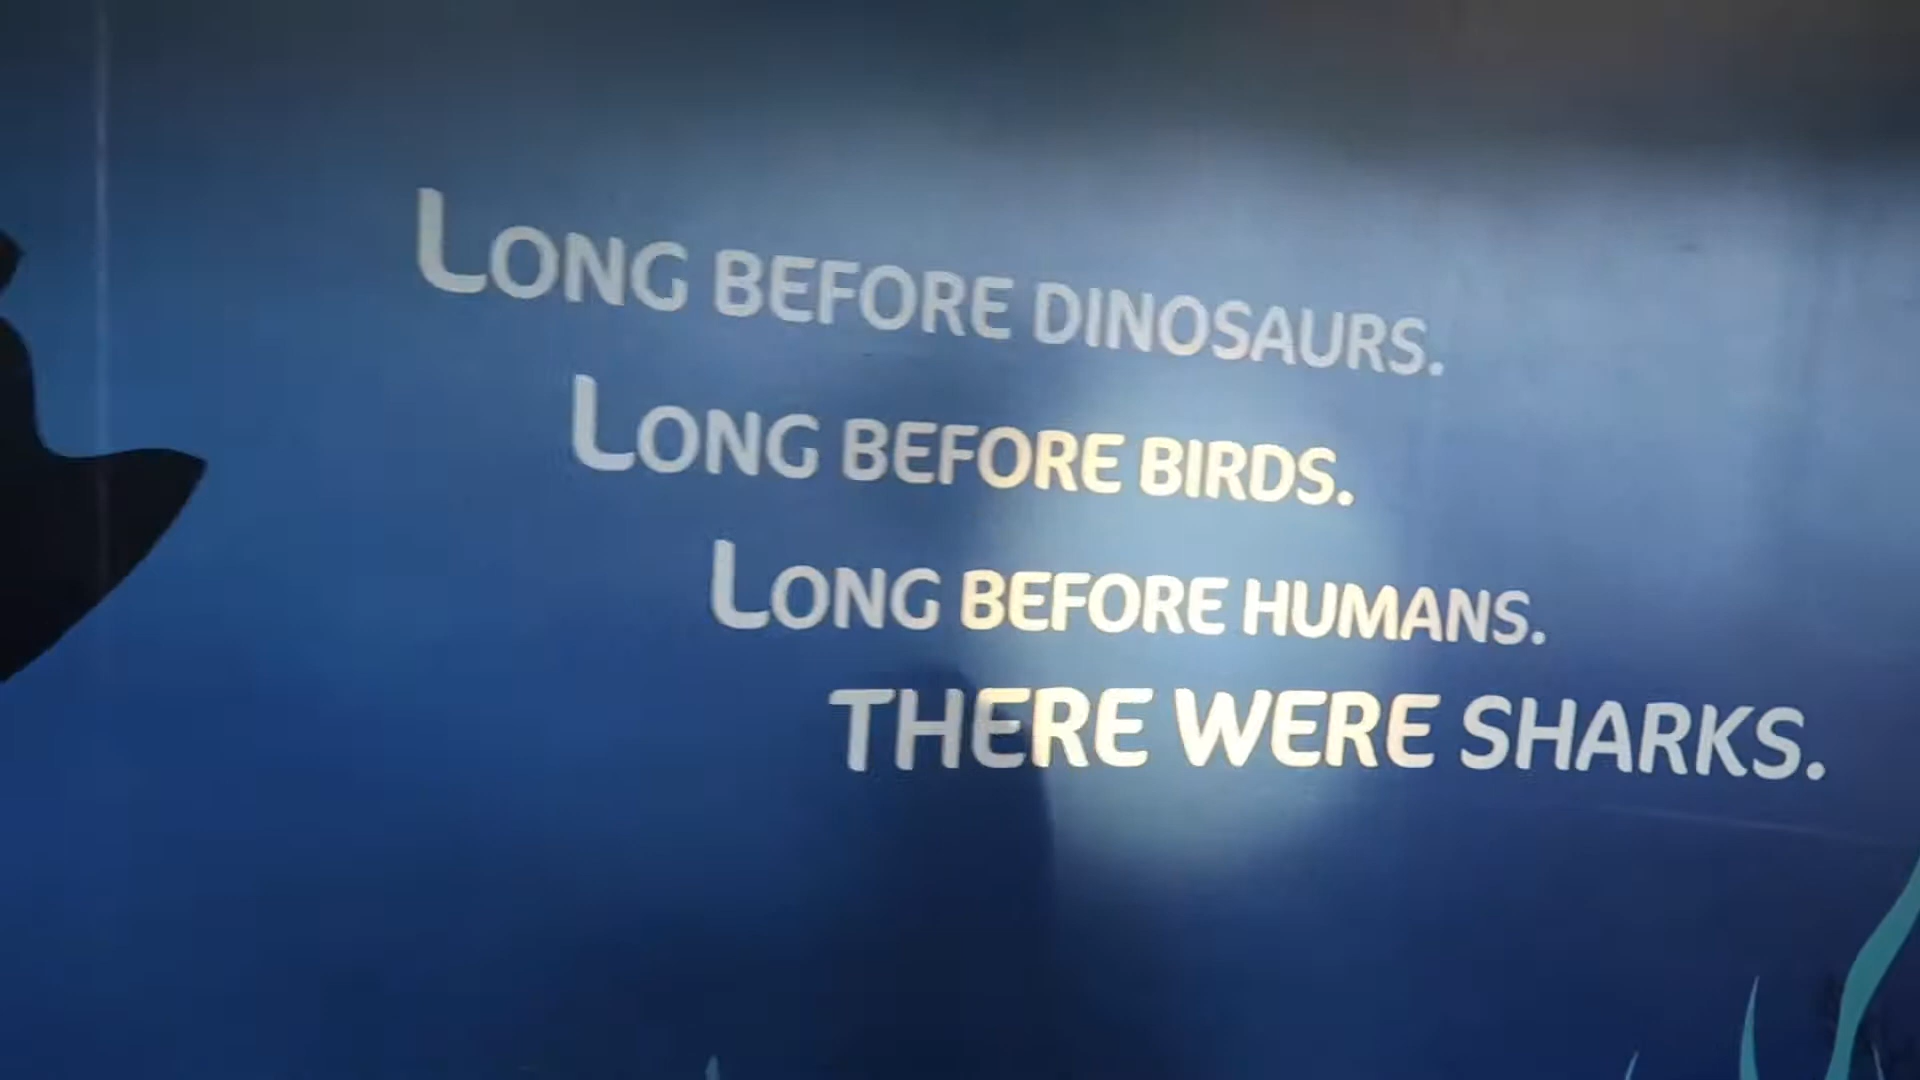 LONG BEFORE DINOSAURS.
LONG BEFORE BIRDS.
LONG BEFORE HUMANS.
THERE WERE SHARKS.